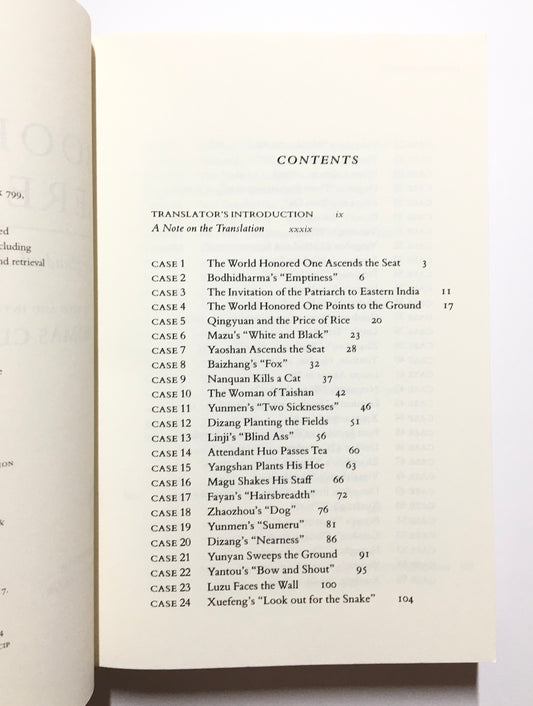 799,
ed
cluding
nd retrieval
ION
7.
4
CIP
CONTENTS
TRANSLATOR'S INTRODUCTION ix
A Note on the Translation xxxix
CASE 1 The World Honored One Ascends the Seat 3
CASE 2 Bodhidharma's “Emptiness” 6
CASE 3 The Invitation of the Patriarch to Eastern India 11
CASE 4 The World Honored One Points to the Ground 17
CASE 5 Qingyuan and the Price of Rice 20
CASE 6 Mazu's “White and Black” 23
CASE 7 Yaoshan Ascends the Seat 28
CASE 8 Baizhang's “Fox” 32
CASE 9 Nanquan Kills a Cat 37
CASE 10 The Woman of Taishan 42
CASE 11 Yunmen's “Two Sicknesses” 46
CASE 12 Dizang Planting the Fields 51
CASE 13 Linji's “Blind Ass” 56
CASE 14 Attendant Huo Passes Tea 60
CASE 15 Yangshan Plants His Hoe 63
CASE 16 Magu Shakes His Staff 66
CASE 17 Fayan's “Hairsbreadth” 72
CASE 18 Zhaozhou's “Dog” 76
CASE 19 Yunmen's “Sumeru” 81
CASE 20 Dizang's “Nearness” 86
CASE 21 Yunyan Sweeps the Ground 91
CASE 22 Yantou's “Bow and Shout” 95
CASE 23 Luzu Faces the Wall 100
CASE 24 Xuefeng's “Look out for the Snake” 104